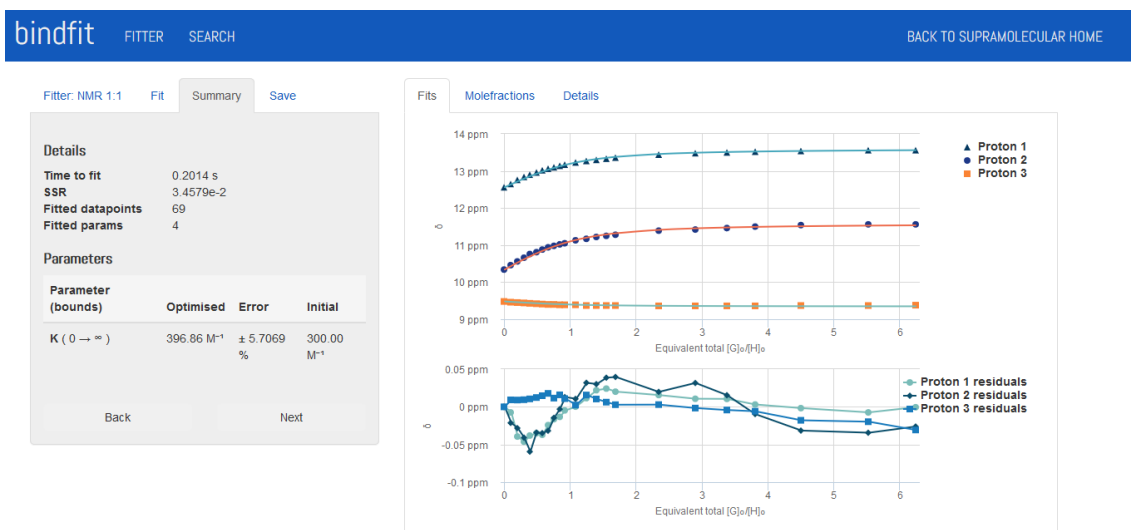 bindfit FITTER SEARCH BACK TO SUPRAMOLECULAR HOME
Fitter: NMR 1:1 Fit Summary Save
Details
Time to fit 0.2014 s
SSR 3.4579e-2
Fitted datapoints 69
Fitted params 4
Parameters
Parameter (bounds) Optimised Error Initial
K ( 0 → ∞ ) 396.86 M⁻¹ ± 5.7069 % 300.00 M⁻¹
Back Next
Fits Molefractions Details
14 ppm
13 ppm
12 ppm
11 ppm
10 ppm
9 ppm
δ
0 1 2 3 4 5 6
Equivalent total [G]₀/[H]₀
Proton 1
Proton 2
Proton 3
0.05 ppm
0 ppm
-0.05 ppm
-0.1 ppm
δ
0 1 2 3 4 5 6
Equivalent total [G]₀/[H]₀
Proton 1 residuals
Proton 2 residuals
Proton 3 residuals